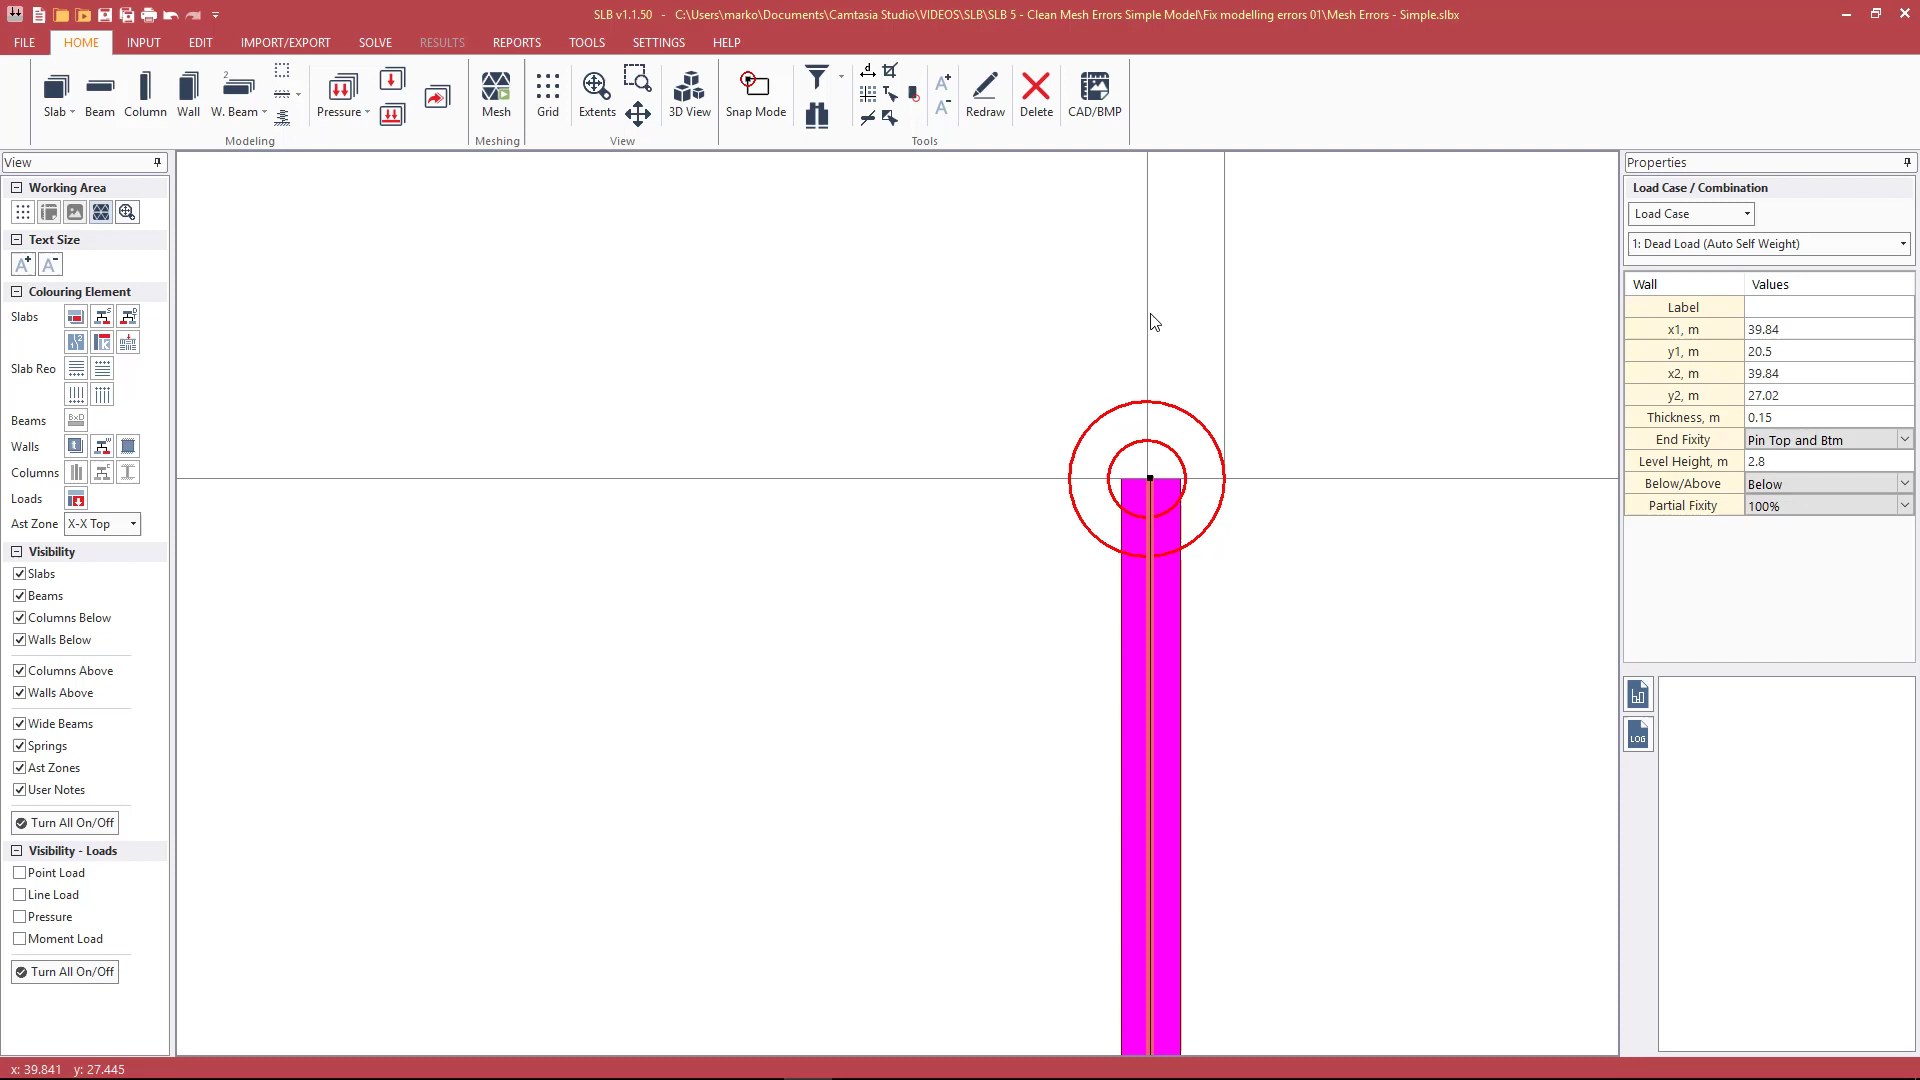 SLB v1.1.50 - C:\Users\marko\Documents\Camtasia Studio\VIDEOS\SLB\SLB 5 - Clean Mesh Errors Simple Model\Fix modelling errors 01\Mesh Errors - Simple.slbx
FILE HOME INPUT EDIT IMPORT/EXPORT SOLVE RESULTS REPORTS TOOLS SETTINGS HELP
Slab Beam Column Wall W. Beam Pressure Mesh Grid Extents 3D View Snap Mode Redraw Delete CAD/BMP
Modeling Meshing View Tools
View
Working Area
Text Size
Colouring Element
Slabs
Slab Reo
Beams
Walls
Columns
Loads
Ast Zone X-X Top
Visibility
Slabs
Beams
Columns Below
Walls Below
Columns Above
Walls Above
Wide Beams
Springs
Ast Zones
User Notes
Turn All On/Off
Visibility - Loads
Point Load
Line Load
Pressure
Moment Load
Turn All On/Off
Properties
Load Case / Combination
Load Case
1: Dead Load (Auto Self Weight)
Wall Values
Label
x1, m 39.84
y1, m 20.5
x2, m 39.84
y2, m 27.02
Thickness, m 0.15
End Fixity Pin Top and Btm
Level Height, m 2.8
Below/Above Below
Partial Fixity 100%
LOG
x: 39.841 y: 27.445